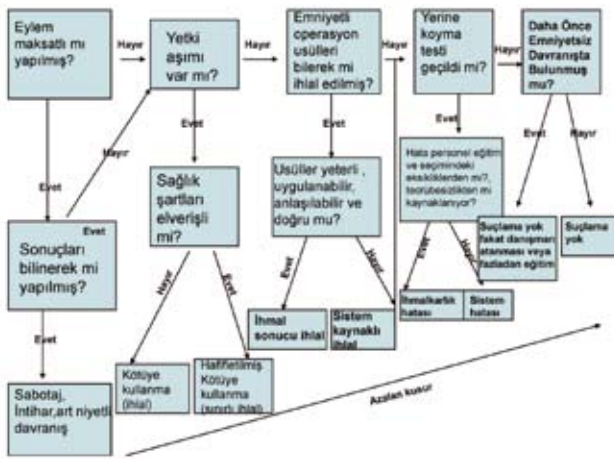 Eylem
maksatlı mı
yapılmış?
Hayır
Yetki
aşımı
var mı?
Hayır
Emniyetli
operasyon
usülleri
bilerek mi
ihlal edilmiş?
Hayır
Yerine
koyma
testi
geçildi mi?
Hayır
Daha Önce
Emniyetsiz
Davranışta
Bulunmuş
mu?
Evet
Hayır
Evet
Evet
Evet
Evet
Hayır
Evet
Sonuçları
bilinerek mi
yapılmış?
Sağlık
şartları
elverişli
mi?
Usüller yeterli ,
uygulanabilir,
anlaşılabilir ve
doğru mu?
Hata personel eğitim
ve seçimindeki
eksikliklerden mi?,
kaynaklanıyor?
Suçlama yok
fakat danışman
atanması veya
fazladan eğitim
Suçlama
yok
Evet
Hayır
Evet
Evet
Hayır
Evet
Hayır
İhmal
sonucu ihlal
Sistem
kaynaklı
ihlal
İhmalkarlık
hatası
Sistem
hatası
Sabotaj,
İntihar,art niyetli
davranış
Kötüye
kullanma
(ihlal)
Hafifletilmiş
Kötüye
kullanma
(sınırlı ihlal)
Azalan kusur